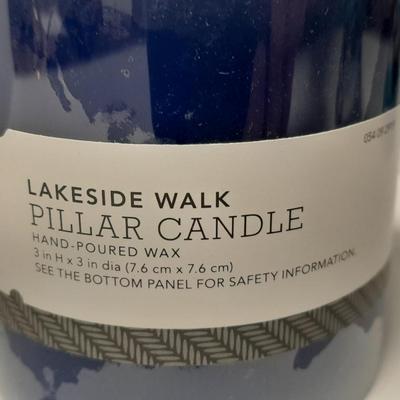 LAKESIDE WALK
PILLAR CANDLE
HAND-POURED WAX
3 in H x 3 in dia (7.6 cm x 7.6 cm)
SEE THE BOTTOM PANEL FOR SAFETY INFORMATION.